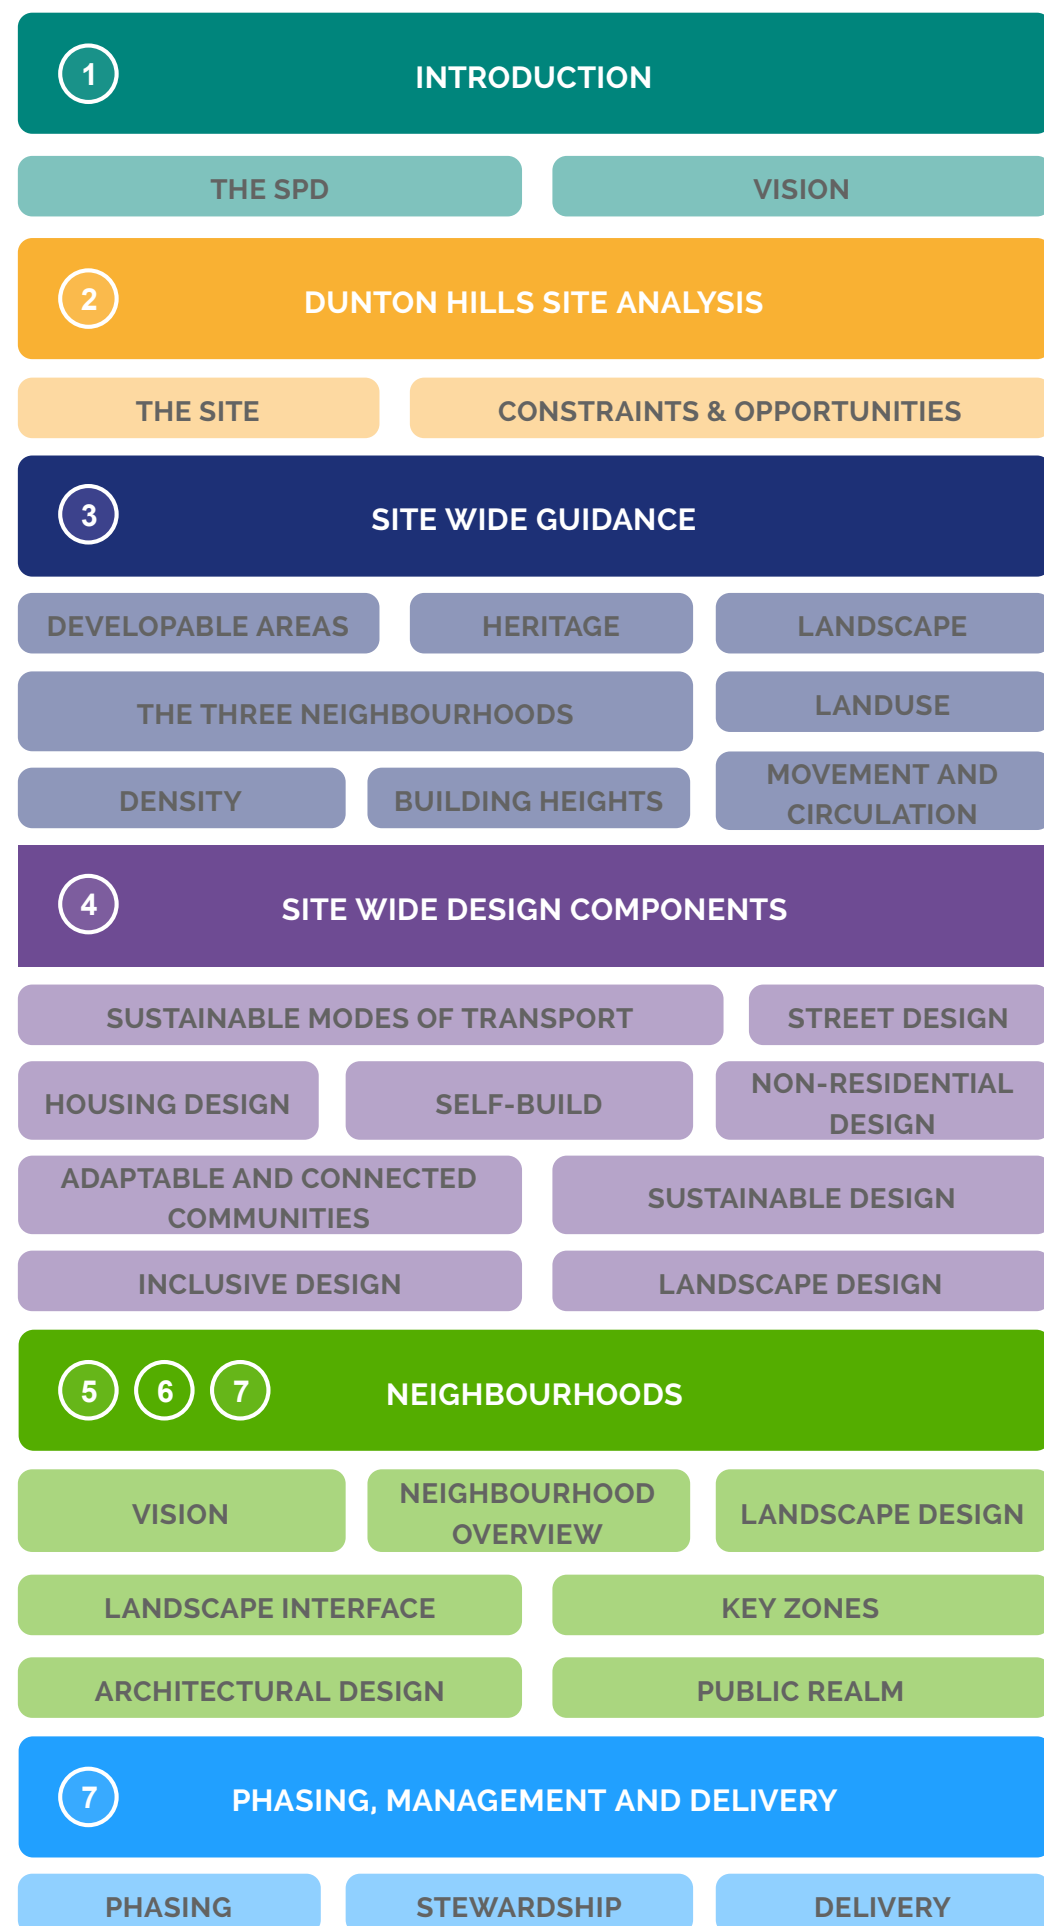 1
INTRODUCTION
THE SPD
VISION
2
DUNTON HILLS SITE ANALYSIS
THE SITE
CONSTRAINTS & OPPORTUNITIES
3
SITE WIDE GUIDANCE
DEVELOPABLE AREAS
HERITAGE
LANDSCAPE
THE THREE NEIGHBOURHOODS
LANDUSE
DENSITY
BUILDING HEIGHTS
MOVEMENT AND
CIRCULATION
4
SITE WIDE DESIGN COMPONENTS
SUSTAINABLE MODES OF TRANSPORT
STREET DESIGN
HOUSING DESIGN
SELF-BUILD
NON-RESIDENTIAL
DESIGN
ADAPTABLE AND CONNECTED
COMMUNITIES
SUSTAINABLE DESIGN
INCLUSIVE DESIGN
LANDSCAPE DESIGN
5 6 7
NEIGHBOURHOODS
VISION
NEIGHBOURHOOD
OVERVIEW
LANDSCAPE DESIGN
LANDSCAPE INTERFACE
KEY ZONES
ARCHITECTURAL DESIGN
PUBLIC REALM
7
PHASING, MANAGEMENT AND DELIVERY
PHASING
STEWARDSHIP
DELIVERY